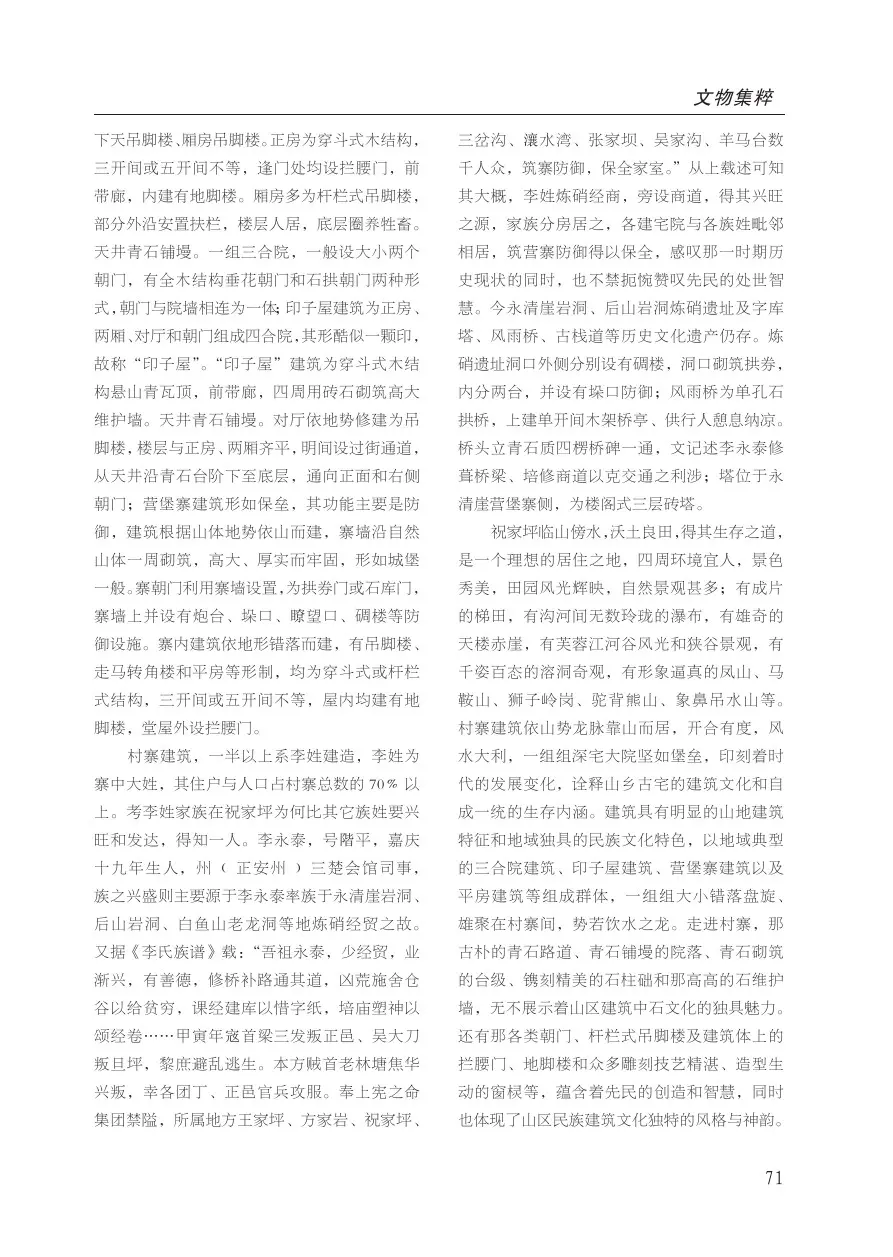 文物集粹
下天吊脚楼、厢房吊脚楼。正房为穿斗式木结构，
三开间或五开间不等，逢门处均设拦腰门，前
带廊，内建有地脚楼。厢房多为杆栏式吊脚楼，
部分外沿安置扶栏，楼层人居，底层圈养牲畜。
天井青石铺墁。一组三合院，一般设大小两个
朝门，有全木结构垂花朝门和石拱朝门两种形
式，朝门与院墙相连为一体；印子屋建筑为正房、
两厢、对厅和朝门组成四合院，其形酷似一颗印，
故称“印子屋”。“印子屋”建筑为穿斗式木结
构悬山青瓦顶，前带廊，四周用砖石砌筑高大
维护墙。天井青石铺墁。对厅依地势修建为吊
脚楼，楼层与正房、两厢齐平，明间设过街通道，
从天井沿青石台阶下至底层，通向正面和右侧
朝门；营堡寨建筑形如保垒，其功能主要是防
御，建筑根据山体地势依山而建，寨墙沿自然
山体一周砌筑，高大、厚实而牢固，形如城堡
一般。寨朝门利用寨墙设置，为拱券门或石库门，
寨墙上并设有炮台、垛口、瞭望口、碉楼等防
御设施。寨内建筑依地形错落而建，有吊脚楼、
走马转角楼和平房等形制，均为穿斗式或杆栏
式结构，三开间或五开间不等，屋内均建有地
脚楼，堂屋外设拦腰门。
村寨建筑，一半以上系李姓建造，李姓为
寨中大姓，其住户与人口占村寨总数的 70% 以
上。考李姓家族在祝家坪为何比其它族姓要兴
旺和发达，得知一人。李永泰，号階平，嘉庆
十九年生人，州（ 正安州 ）三楚会馆司事，
族之兴盛则主要源于李永泰率族于永清崖岩洞、
后山岩洞、白鱼山老龙洞等地炼硝经贸之故。
又据《李氏族谱》载：“吾祖永泰，少经贸，业
渐兴，有善德，修桥补路通其道，凶荒施舍仓
谷以给贫穷，课经建库以惜字纸，培庙塑神以
颂经卷……甲寅年寇首梁三发叛正邑、吴大刀
叛旦坪，黎庶避乱逃生。本方贼首老林塘焦华
兴叛，幸各团丁、正邑官兵攻服。奉上宪之命
集团禁隘，所属地方王家坪、方家岩、祝家坪、
三岔沟、瀼水湾、张家坝、吴家沟、羊马台数
千人众，筑寨防御，保全家室。”从上载述可知
其大概，李姓炼硝经商，旁设商道，得其兴旺
之源，家族分房居之，各建宅院与各族姓毗邻
相居，筑营寨防御得以保全，感叹那一时期历
史现状的同时，也不禁扼惋赞叹先民的处世智
慧。今永清崖岩洞、后山岩洞炼硝遗址及字库
塔、风雨桥、古栈道等历史文化遗产仍存。炼
硝遗址洞口外侧分别设有碉楼，洞口砌筑拱券，
内分两台，并设有垛口防御；风雨桥为单孔石
拱桥，上建单开间木架桥亭、供行人憩息纳凉。
桥头立青石质四楞桥碑一通，文记述李永泰修
葺桥梁、培修商道以克交通之利涉；塔位于永
清崖营堡寨侧，为楼阁式三层砖塔。
祝家坪临山傍水，沃土良田，得其生存之道，
是一个理想的居住之地，四周环境宜人，景色
秀美，田园风光辉映，自然景观甚多；有成片
的梯田，有沟河间无数玲珑的瀑布，有雄奇的
天楼赤崖，有芙蓉江河谷风光和狭谷景观，有
千姿百态的溶洞奇观，有形象逼真的凤山、马
鞍山、狮子岭岗、驼背熊山、象鼻吊水山等。
村寨建筑依山势龙脉靠山而居，开合有度，风
水大利，一组组深宅大院坚如堡垒，印刻着时
代的发展变化，诠释山乡古宅的建筑文化和自
成一统的生存内涵。建筑具有明显的山地建筑
特征和地域独具的民族文化特色，以地域典型
的三合院建筑、印子屋建筑、营堡寨建筑以及
平房建筑等组成群体，一组组大小错落盘旋、
雄聚在村寨间，势若饮水之龙。走进村寨，那
古朴的青石路道、青石铺墁的院落、青石砌筑
的台级、镌刻精美的石柱础和那高高的石维护
墙，无不展示着山区建筑中石文化的独具魅力。
还有那各类朝门、杆栏式吊脚楼及建筑体上的
拦腰门、地脚楼和众多雕刻技艺精湛、造型生
动的窗棂等，蕴含着先民的创造和智慧，同时
也体现了山区民族建筑文化独特的风格与神韵。
71